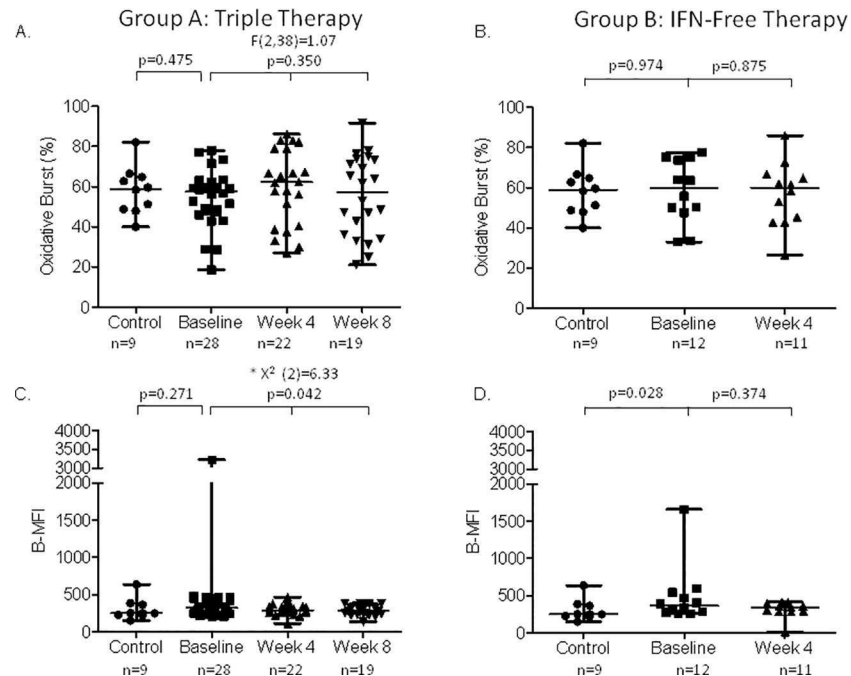 Group A: Triple Therapy
Group B: IFN-Free Therapy
A.
F(2,38)=1.07
p=0.475
p=0.350
Oxidative Burst (%)
100
80
60
40
20
0
Control
Baseline
Week 4
Week 8
n=9
n=28
n=22
n=19
B.
p=0.974
p=0.875
Oxidative Burst (%)
100
80
60
40
20
0
Control
Baseline
Week 4
n=9
n=12
n=11
C.
* X² (2)=6.33
p=0.271
p=0.042
B-MFI
4000
3500
3000
2000
1500
1000
500
0
Control
Baseline
Week 4
Week 8
n=9
n=28
n=22
n=19
D.
p=0.028
p=0.374
B-MFI
4000
3500
3000
2000
1500
1000
500
0
Control
Baseline
Week 4
n=9
n=12
n=11